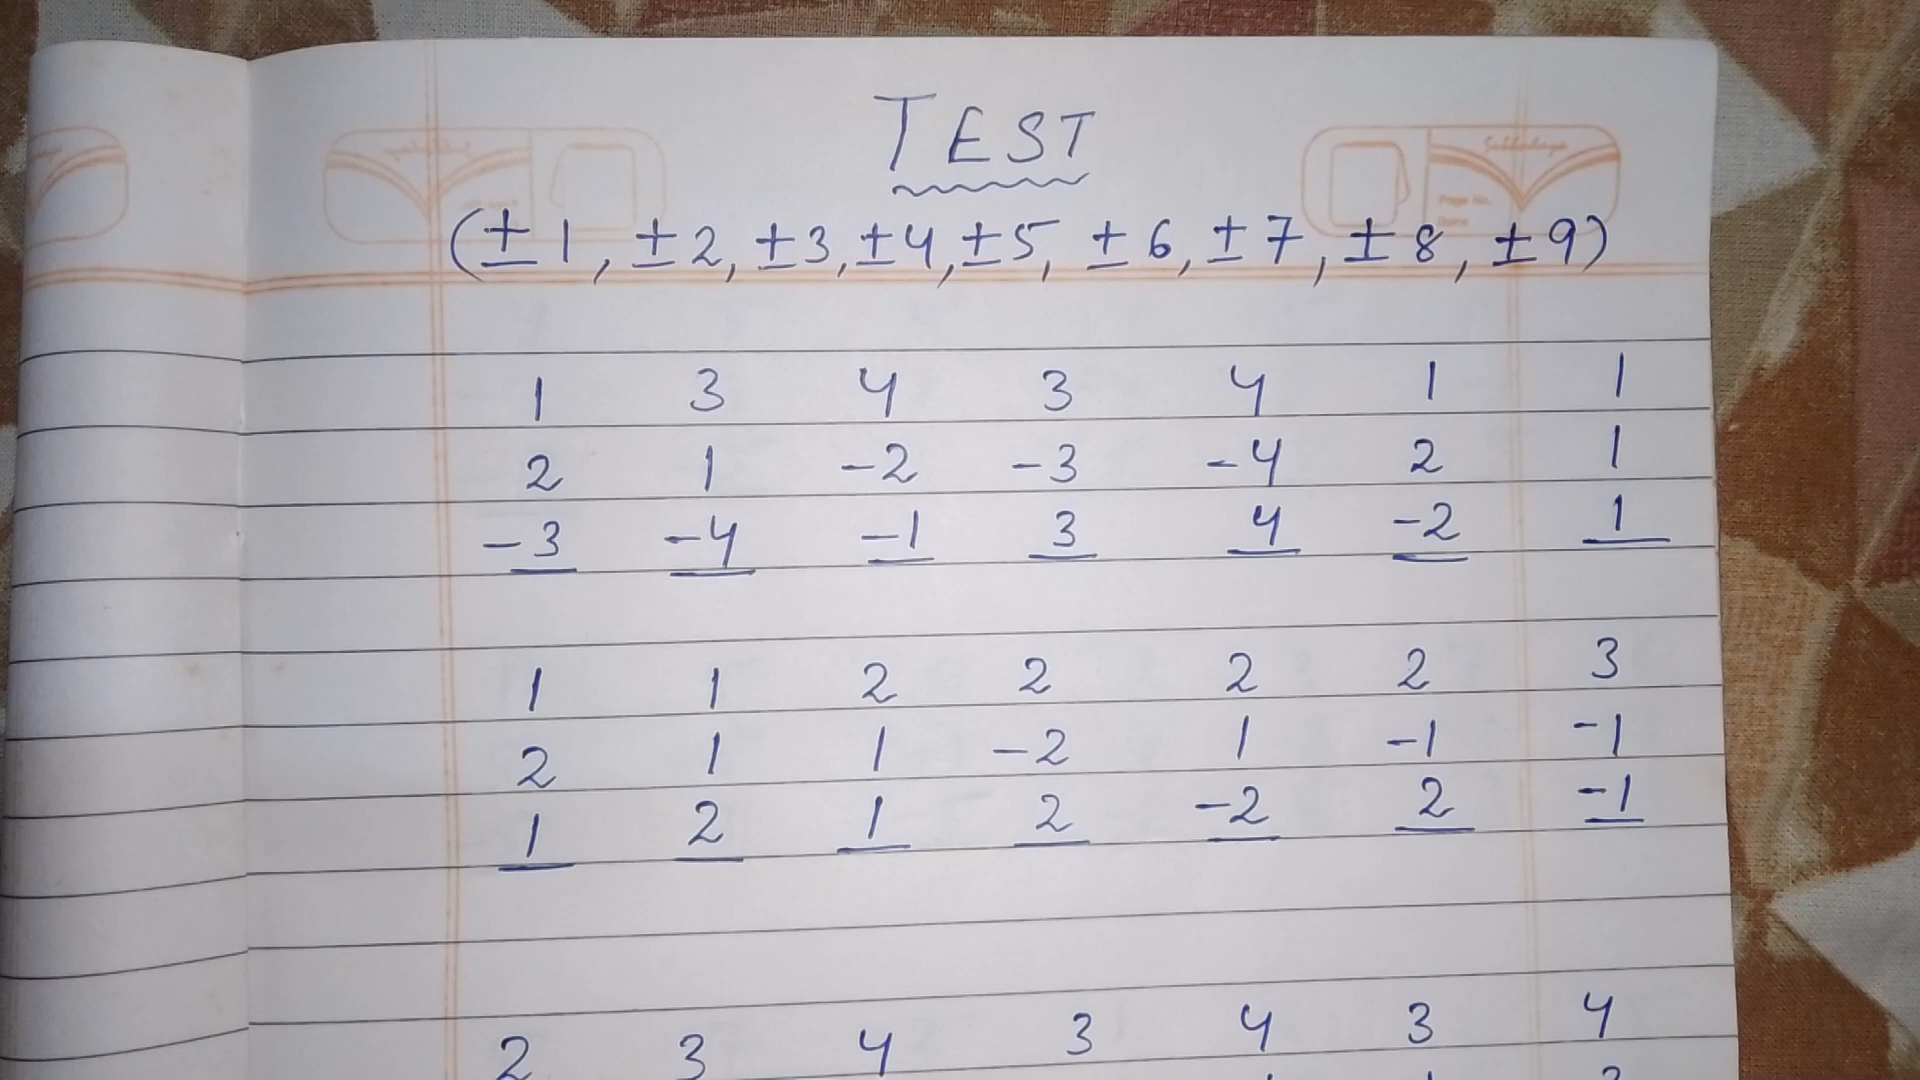 TEST
(±1, ±2, ±3, ±4, ±5, ±6, ±7, ±8, ±9)
1 3 4 3 4 1 1
2 1 -2 -3 -4 2 1
-3 -4 -1 3 4 -2 1
1 1 2 2 2 2 3
2 1 1 -2 1 -1 -1
1 2 1 2 -2 2 -1
2 3 4 3 4 3 4